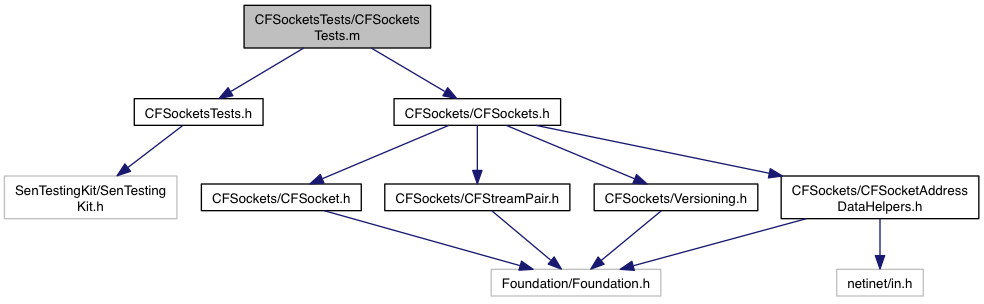 CFSocketsTests/CFSockets
Tests.m
CFSocketsTests.h
CFSockets/CFSockets.h
SenTestingKit/SenTesting
Kit.h
CFSockets/CFSocket.h
CFSockets/CFStreamPair.h
CFSockets/Versioning.h
CFSockets/CFSocketAddress
DataHelpers.h
Foundation/Foundation.h
netinet/in.h